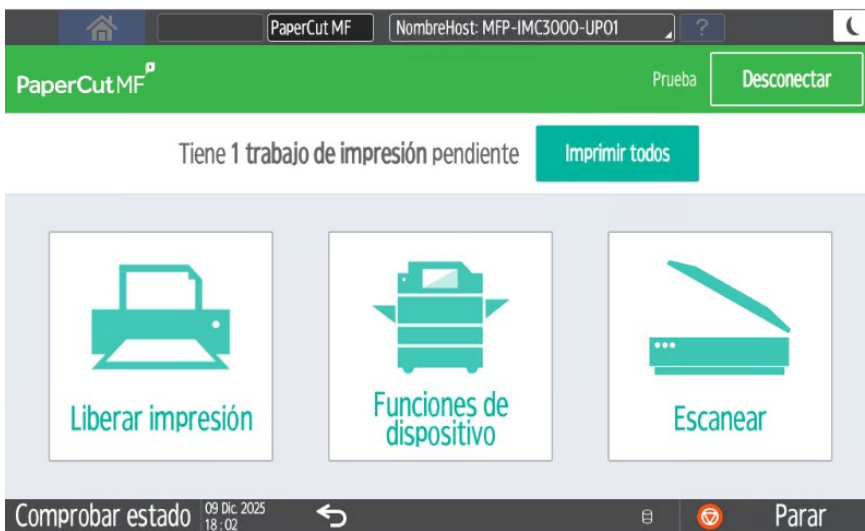 PaperCut MF
NombreHost: MFP-IMC3000-UP01
?
PaperCutMF
Prueba
Desconectar
Tiene 1 trabajo de impresión pendiente
Imprimir todos
Liberar impresión
Funciones de
dispositivo
Escanear
Comprobar estado
09 Dic. 2025
18:02
Parar